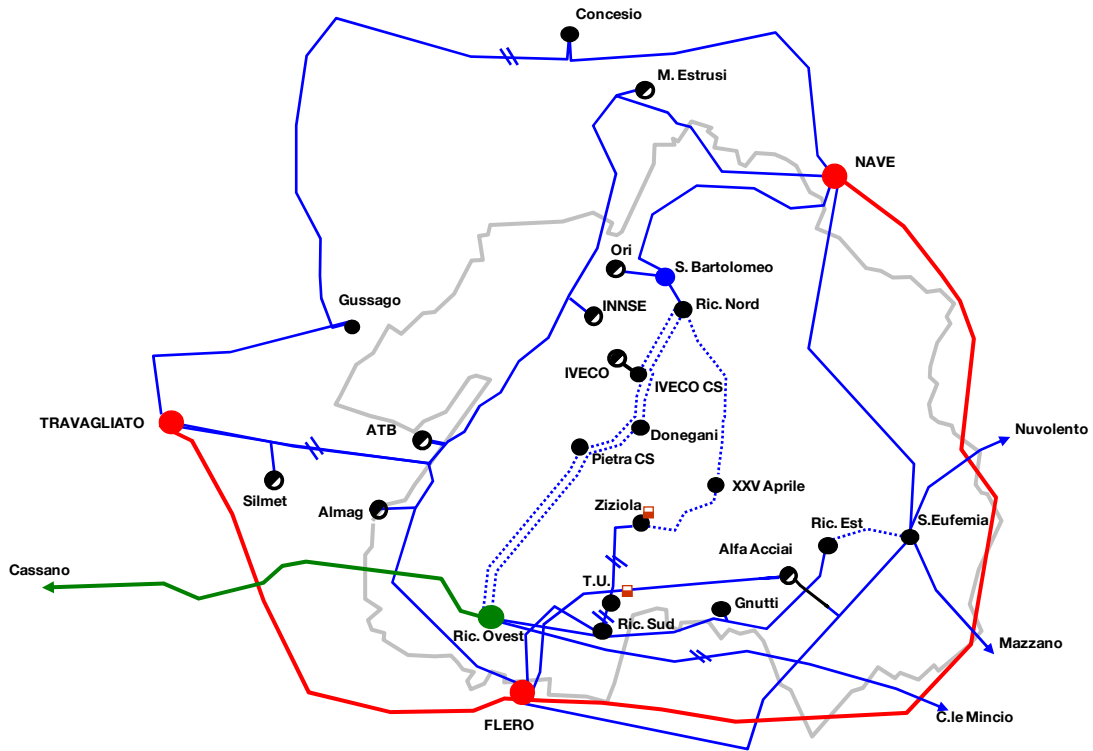 Concesio
M. Estrusi
NAVE
Ori
S. Bartolomeo
Gussago
INNSE
Ric. Nord
IVECO
IVECO CS
TRAVAGLIATO
ATB
Donegani
Nuvolento
Pietra CS
Silmet
XXV Aprile
Almag
Ziziola
Ric. Est
S.Eufemia
Alfa Acciai
Cassano
T.U.
Gnutti
Ric. Ovest
Ric. Sud
Mazzano
FLERO
C.le Mincio